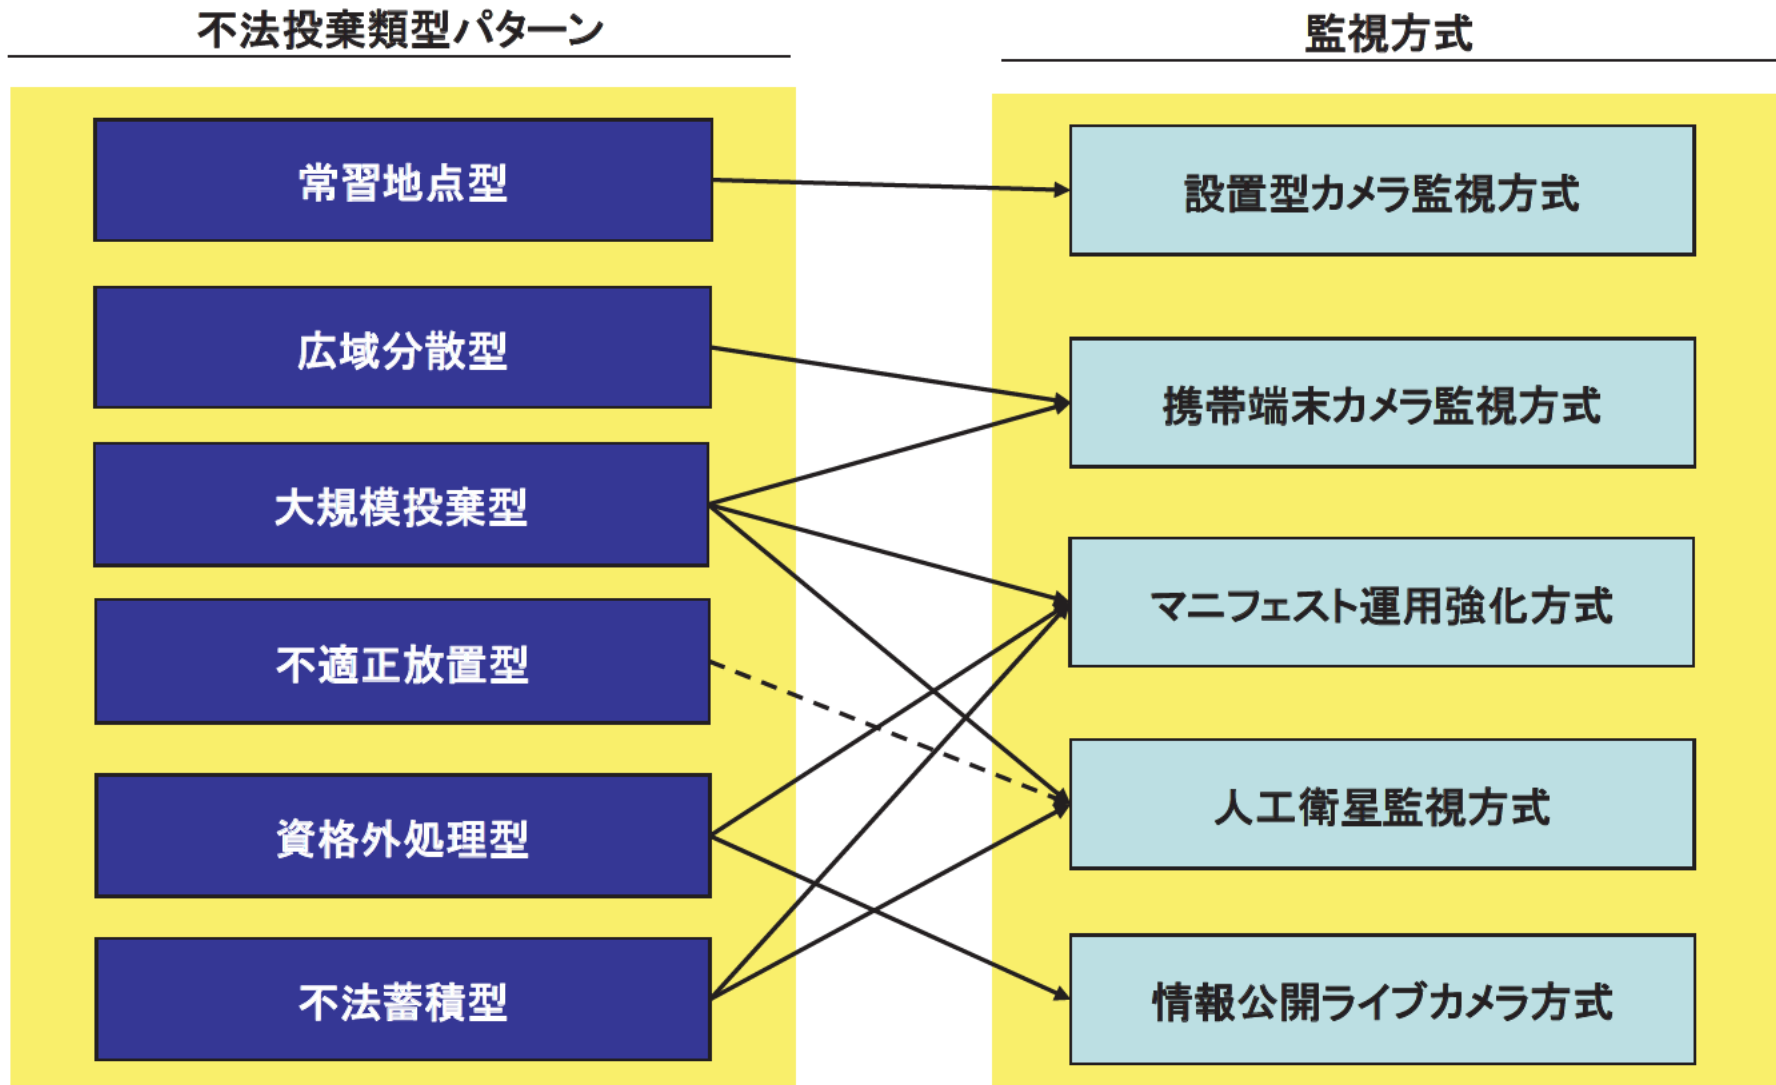 不法投棄類型パターン
監視方式
常習地点型
広域分散型
大規模投棄型
不適正放置型
資格外処理型
不法蓄積型
設置型カメラ監視方式
携帯端末カメラ監視方式
マニフェスト運用強化方式
人工衛星監視方式
情報公開ライブカメラ方式